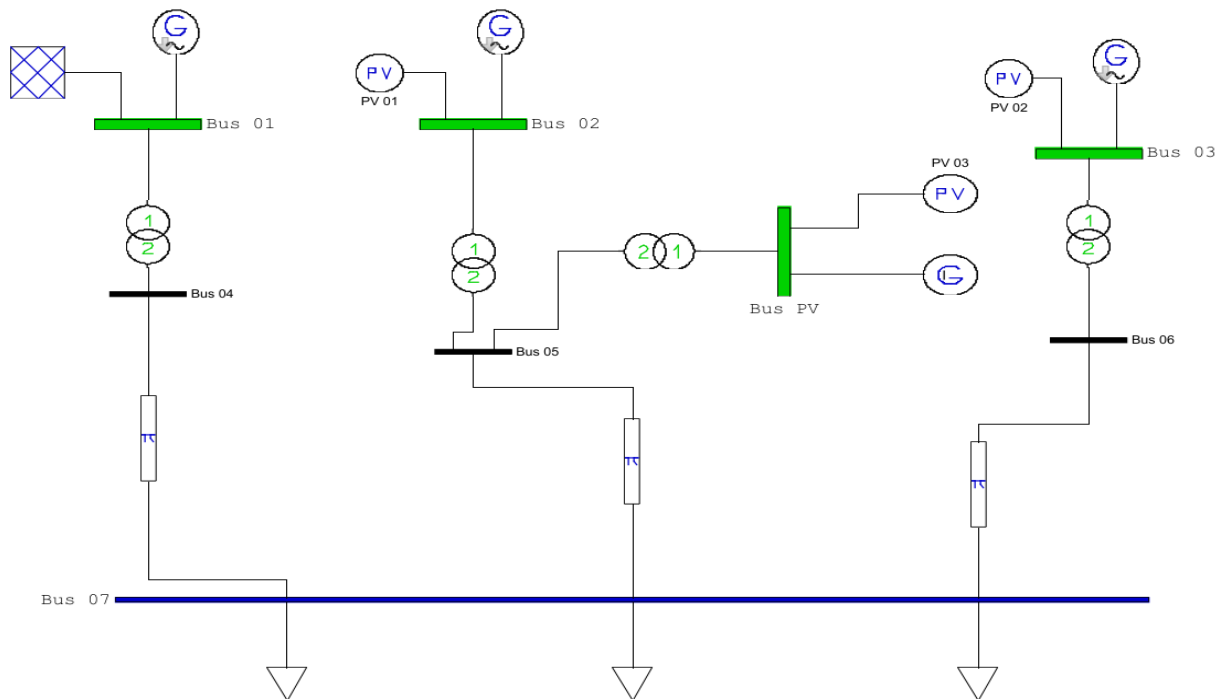 G
G
G
PV
PV 01
PV
PV 02
Bus 01
Bus 02
Bus 03
PV 03
PV
1
2
1
2
2 1
1
2
G
Bus 04
Bus PV
Bus 05
Bus 06
π
π
π
Bus 07